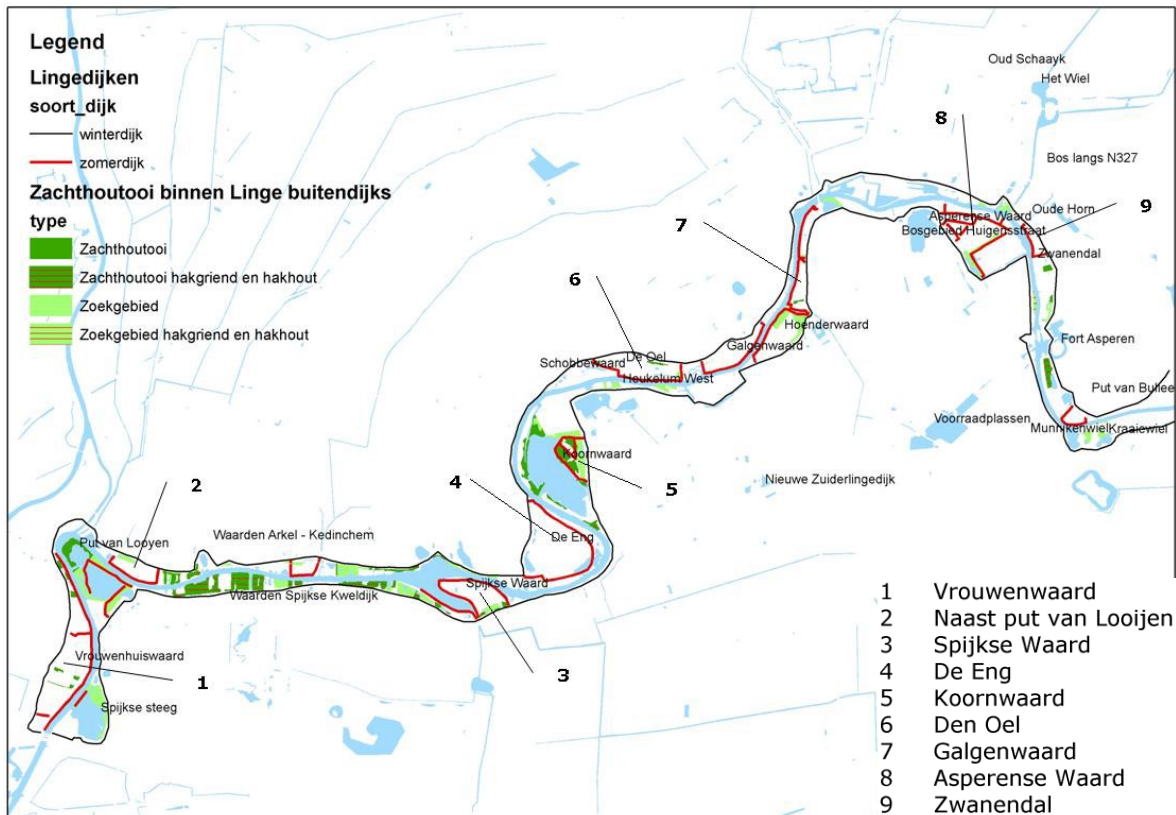 Legend
Lingedijken
soort_dijk
winterdijk
zomerdijk
Zachthoutooi binnen Linge buitendijks
type
Zachthoutooi
Zachthoutooi hakgriend en hakhout
Zoekgebied
Zoekgebied hakgriend en hakhout
Oud Schaayk
Het Wiel
8
Bos langs N327
Oude Horn
9
Asperense Waard
Bosgebied Huigensstraat
Zwanendal
7
6
Hoenderwaard
Galgenwaard
De Oel
Schobbewaard
Heukelum West
Fort Asperen
Put van Bullee
Voorraadplassen
Munnikenwiel
Kraaiewiel
Koornwaard
5
Nieuwe Zuiderlingedijk
4
2
Put van Looyen
Waarden Arkel - Kedinchem
De Eng
Spijkse Waard
Waarden Spijkse Kweldijk
3
Vrouwenhuiswaard
1
Spijkse steeg
1 Vrouwenwaard
2 Naast put van Looijen
3 Spijkse Waard
4 De Eng
5 Koornwaard
6 Den Oel
7 Galgenwaard
8 Asperense Waard
9 Zwanendal